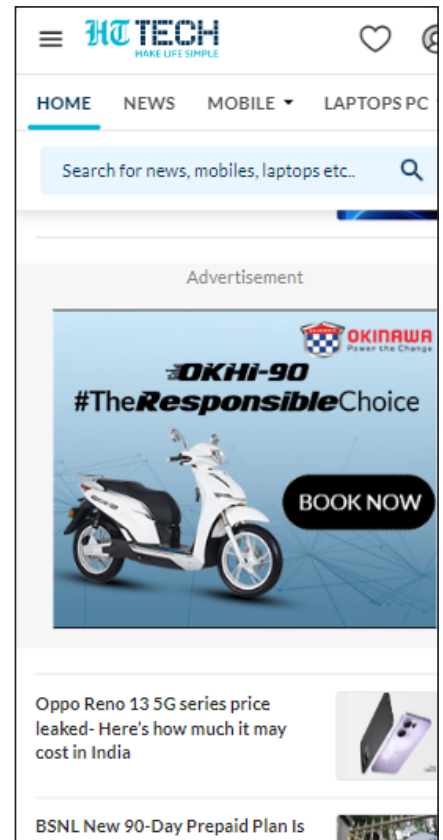 HT TECH
MAKE LIFE SIMPLE
HOME NEWS MOBILE LAPTOPS PC
Search for news, mobiles, laptops etc..
Advertisement
OKINAWA
Power the Change
OKHi-90
#TheResponsibleChoice
BOOK NOW
Oppo Reno 13 5G series price
leaked- Here's how much it may
cost in India
BSNL New 90-Day Prepaid Plan Is